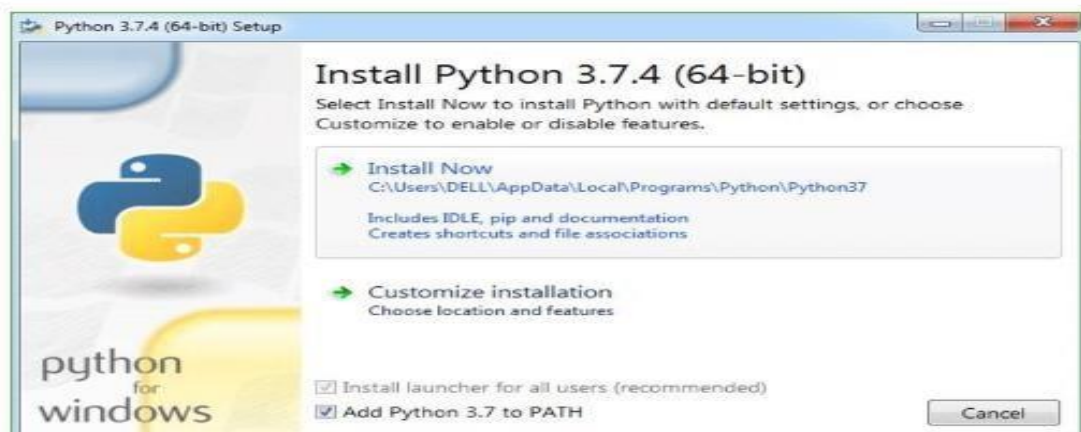 Python 3.7.4 (64-bit) Setup
Install Python 3.7.4 (64-bit)
Select Install Now to install Python with default settings, or choose
Customize to enable or disable features.
Install Now
C:\Users\DELL\AppData\Local\Programs\Python\Python37
Includes IDLE, pip and documentation
Creates shortcuts and file associations
Customize installation
Choose location and features
python
for
windows
Install launcher for all users (recommended)
Add Python 3.7 to PATH
Cancel